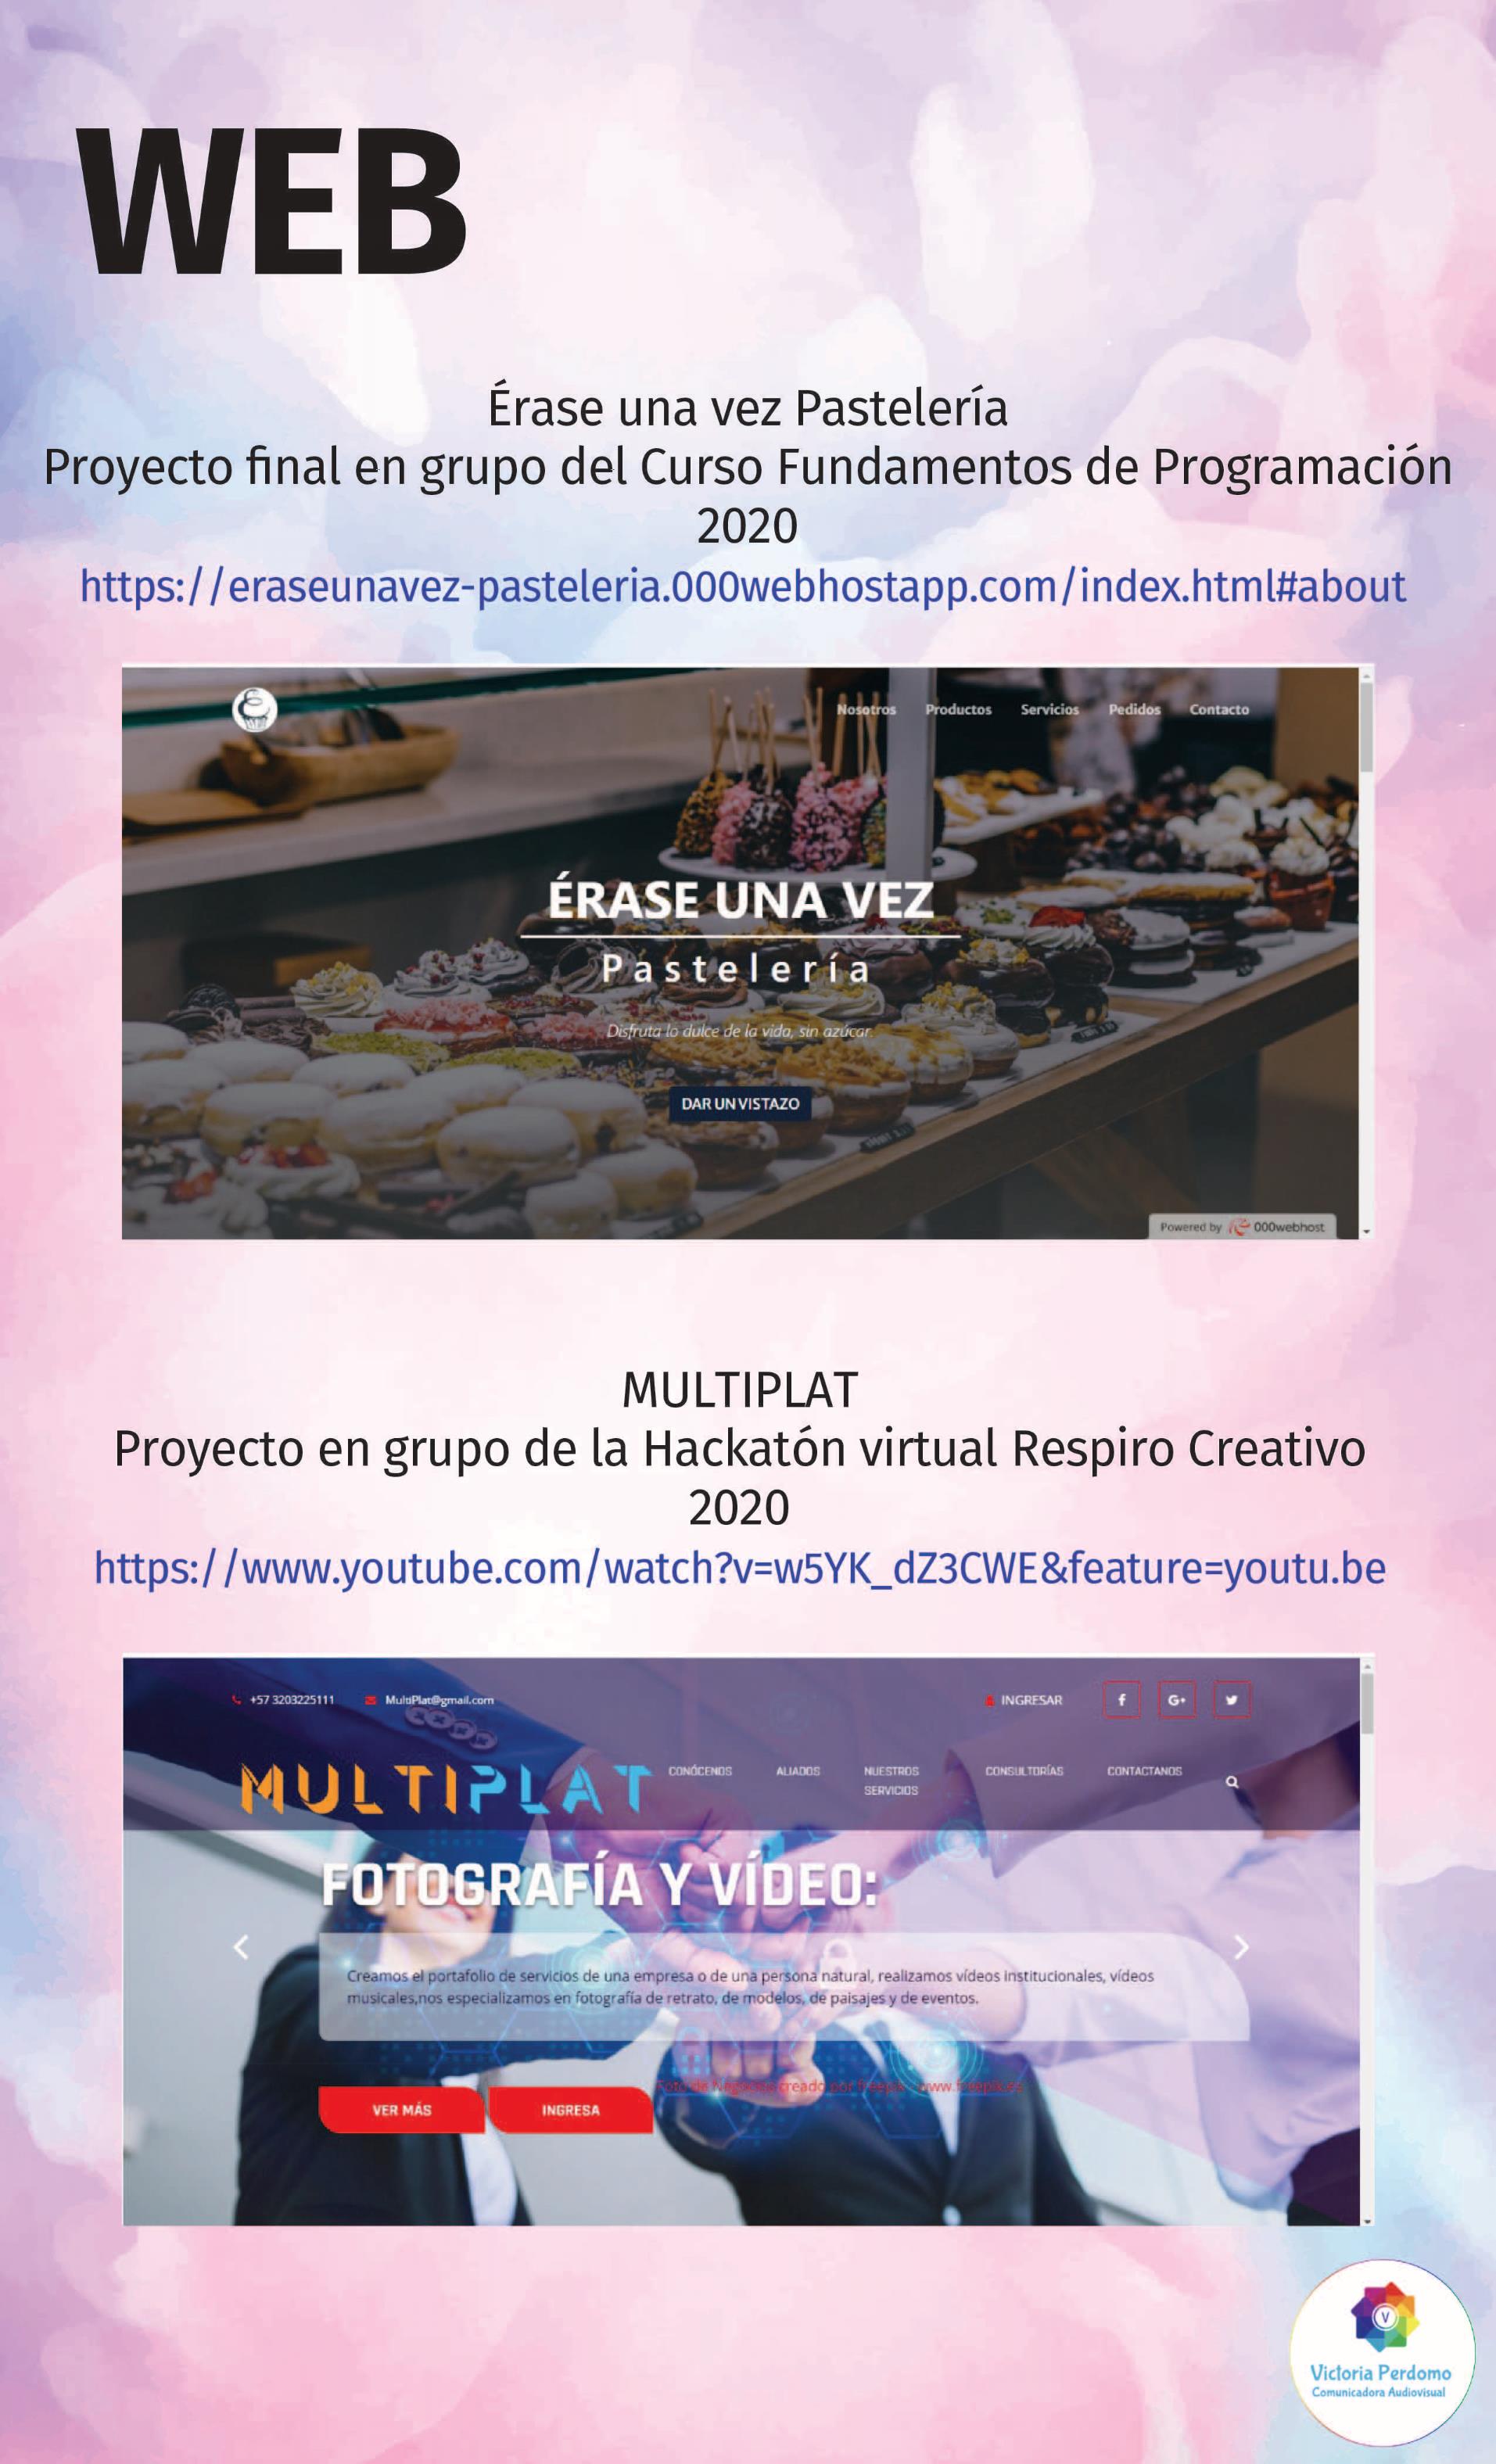 WEB
Érase una vez Pastelería
Proyecto final en grupo del Curso Fundamentos de Programación
2020
https://eraseunavez-pasteleria.000webhostapp.com/index.html#about
Nosotros Productos Servicios Pedidos Contacto
ÉRASE UNA VEZ
Pastelería
Disfruta lo dulce de la vida, sin azúcar.
DAR UN VISTAZO
Powered by 000webhost
MULTIPLAT
Proyecto en grupo de la Hackatón virtual Respiro Creativo
2020
https://www.youtube.com/watch?v=w5YK_dZ3CWE&feature=youtu.be
+57 3203225111 MultiPlat@gmail.com INGRESAR f G+
MULTIPLAT
CONÓCENOS ALIADOS NUESTROS SERVICIOS CONSULTORÍAS CONTACTANOS
FOTOGRAFÍA Y VÍDEO:
Creamos el portafolio de servicios de una empresa o de una persona natural, realizamos vídeos institucionales, vídeos
musicales,nos especializamos en fotografía de retrato, de modelos, de paisajes y de eventos.
Foto de Negocios creado por freepik - www.freepik.es
VER MÁS INGRESA
V
Victoria Perdomo
Comunicadora Audiovisual